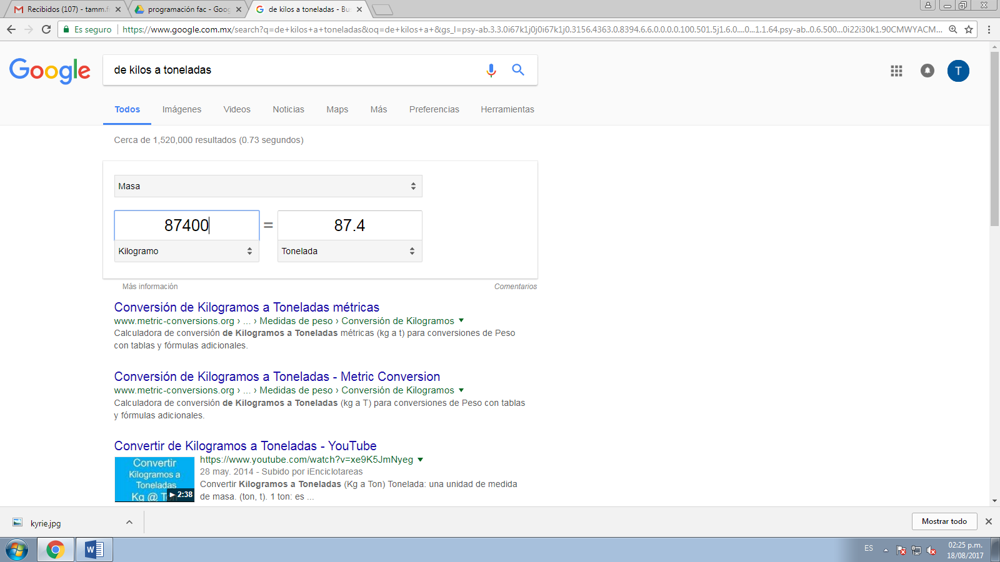 Recibidos (107) - tamm.f
programación fac - Goog
de kilos a toneladas - Bus
Es seguro
https://www.google.com.mx/search?q=de+kilos+a+toneladas&oq=de+kilos+a+&gs_l=psy-ab.3.3.0i67k1j0j0i67k1j0.3156.4363.0.8394.6.6.0.0.0.0.100.501.5j1.6.0....0...1.1.64.psy-ab..0.6.500...0i22i30k1.90CMWYACM...
Google
de kilos a toneladas
T
Todos Imágenes Videos Noticias Maps Más Preferencias Herramientas
Cerca de 1,520,000 resultados (0.73 segundos)
Masa
87400 = 87.4
Kilogramo Tonelada
Más información Comentarios
Conversión de Kilogramos a Toneladas métricas
www.metric-conversions.org › ... › Medidas de peso › Conversión de Kilogramos
Calculadora de conversión de Kilogramos a Toneladas métricas (kg a t) para conversiones de Peso
con tablas y fórmulas adicionales.
Conversión de Kilogramos a Toneladas - Metric Conversion
www.metric-conversions.org › ... › Medidas de peso › Conversión de Kilogramos
Calculadora de conversión de Kilogramos a Toneladas (kg a T) para conversiones de Peso con tablas
y fórmulas adicionales.
Convertir de Kilogramos a Toneladas - YouTube
https://www.youtube.com/watch?v=xe9K5JmNyeg
28 may. 2014 - Subido por iEnciclotareas
Convertir Kilogramos a Toneladas (Kg a Ton) Tonelada: una unidad de medida
de masa. (ton, t). 1 ton: es ...
Convertir
Kilogramos a
Toneladas
Kg @ Ton
2:38
kyrie.jpg
Mostrar todo
W
ES
02:25 p.m.
18/08/2017